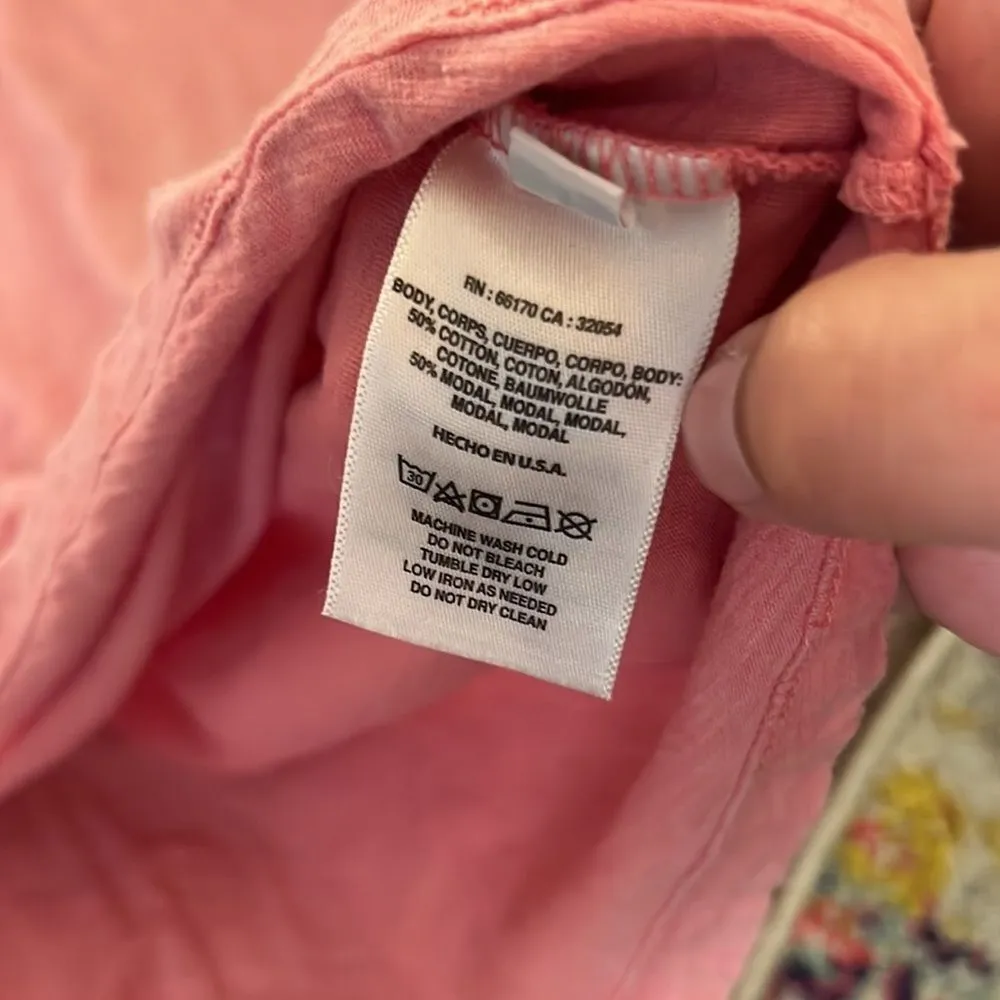 RN : 66170 CA : 32054
BODY, CORPS, CUERPO, CORPO, BODY:
50% COTTON, COTON, ALGODÓN,
COTONE, BAUMWOLLE
50% MODAL, MODAL, MODAL,
MODAL, MODAL
HECHO EN U.S.A.
30
MACHINE WASH COLD
DO NOT BLEACH
TUMBLE DRY LOW
LOW IRON AS NEEDED
DO NOT DRY CLEAN